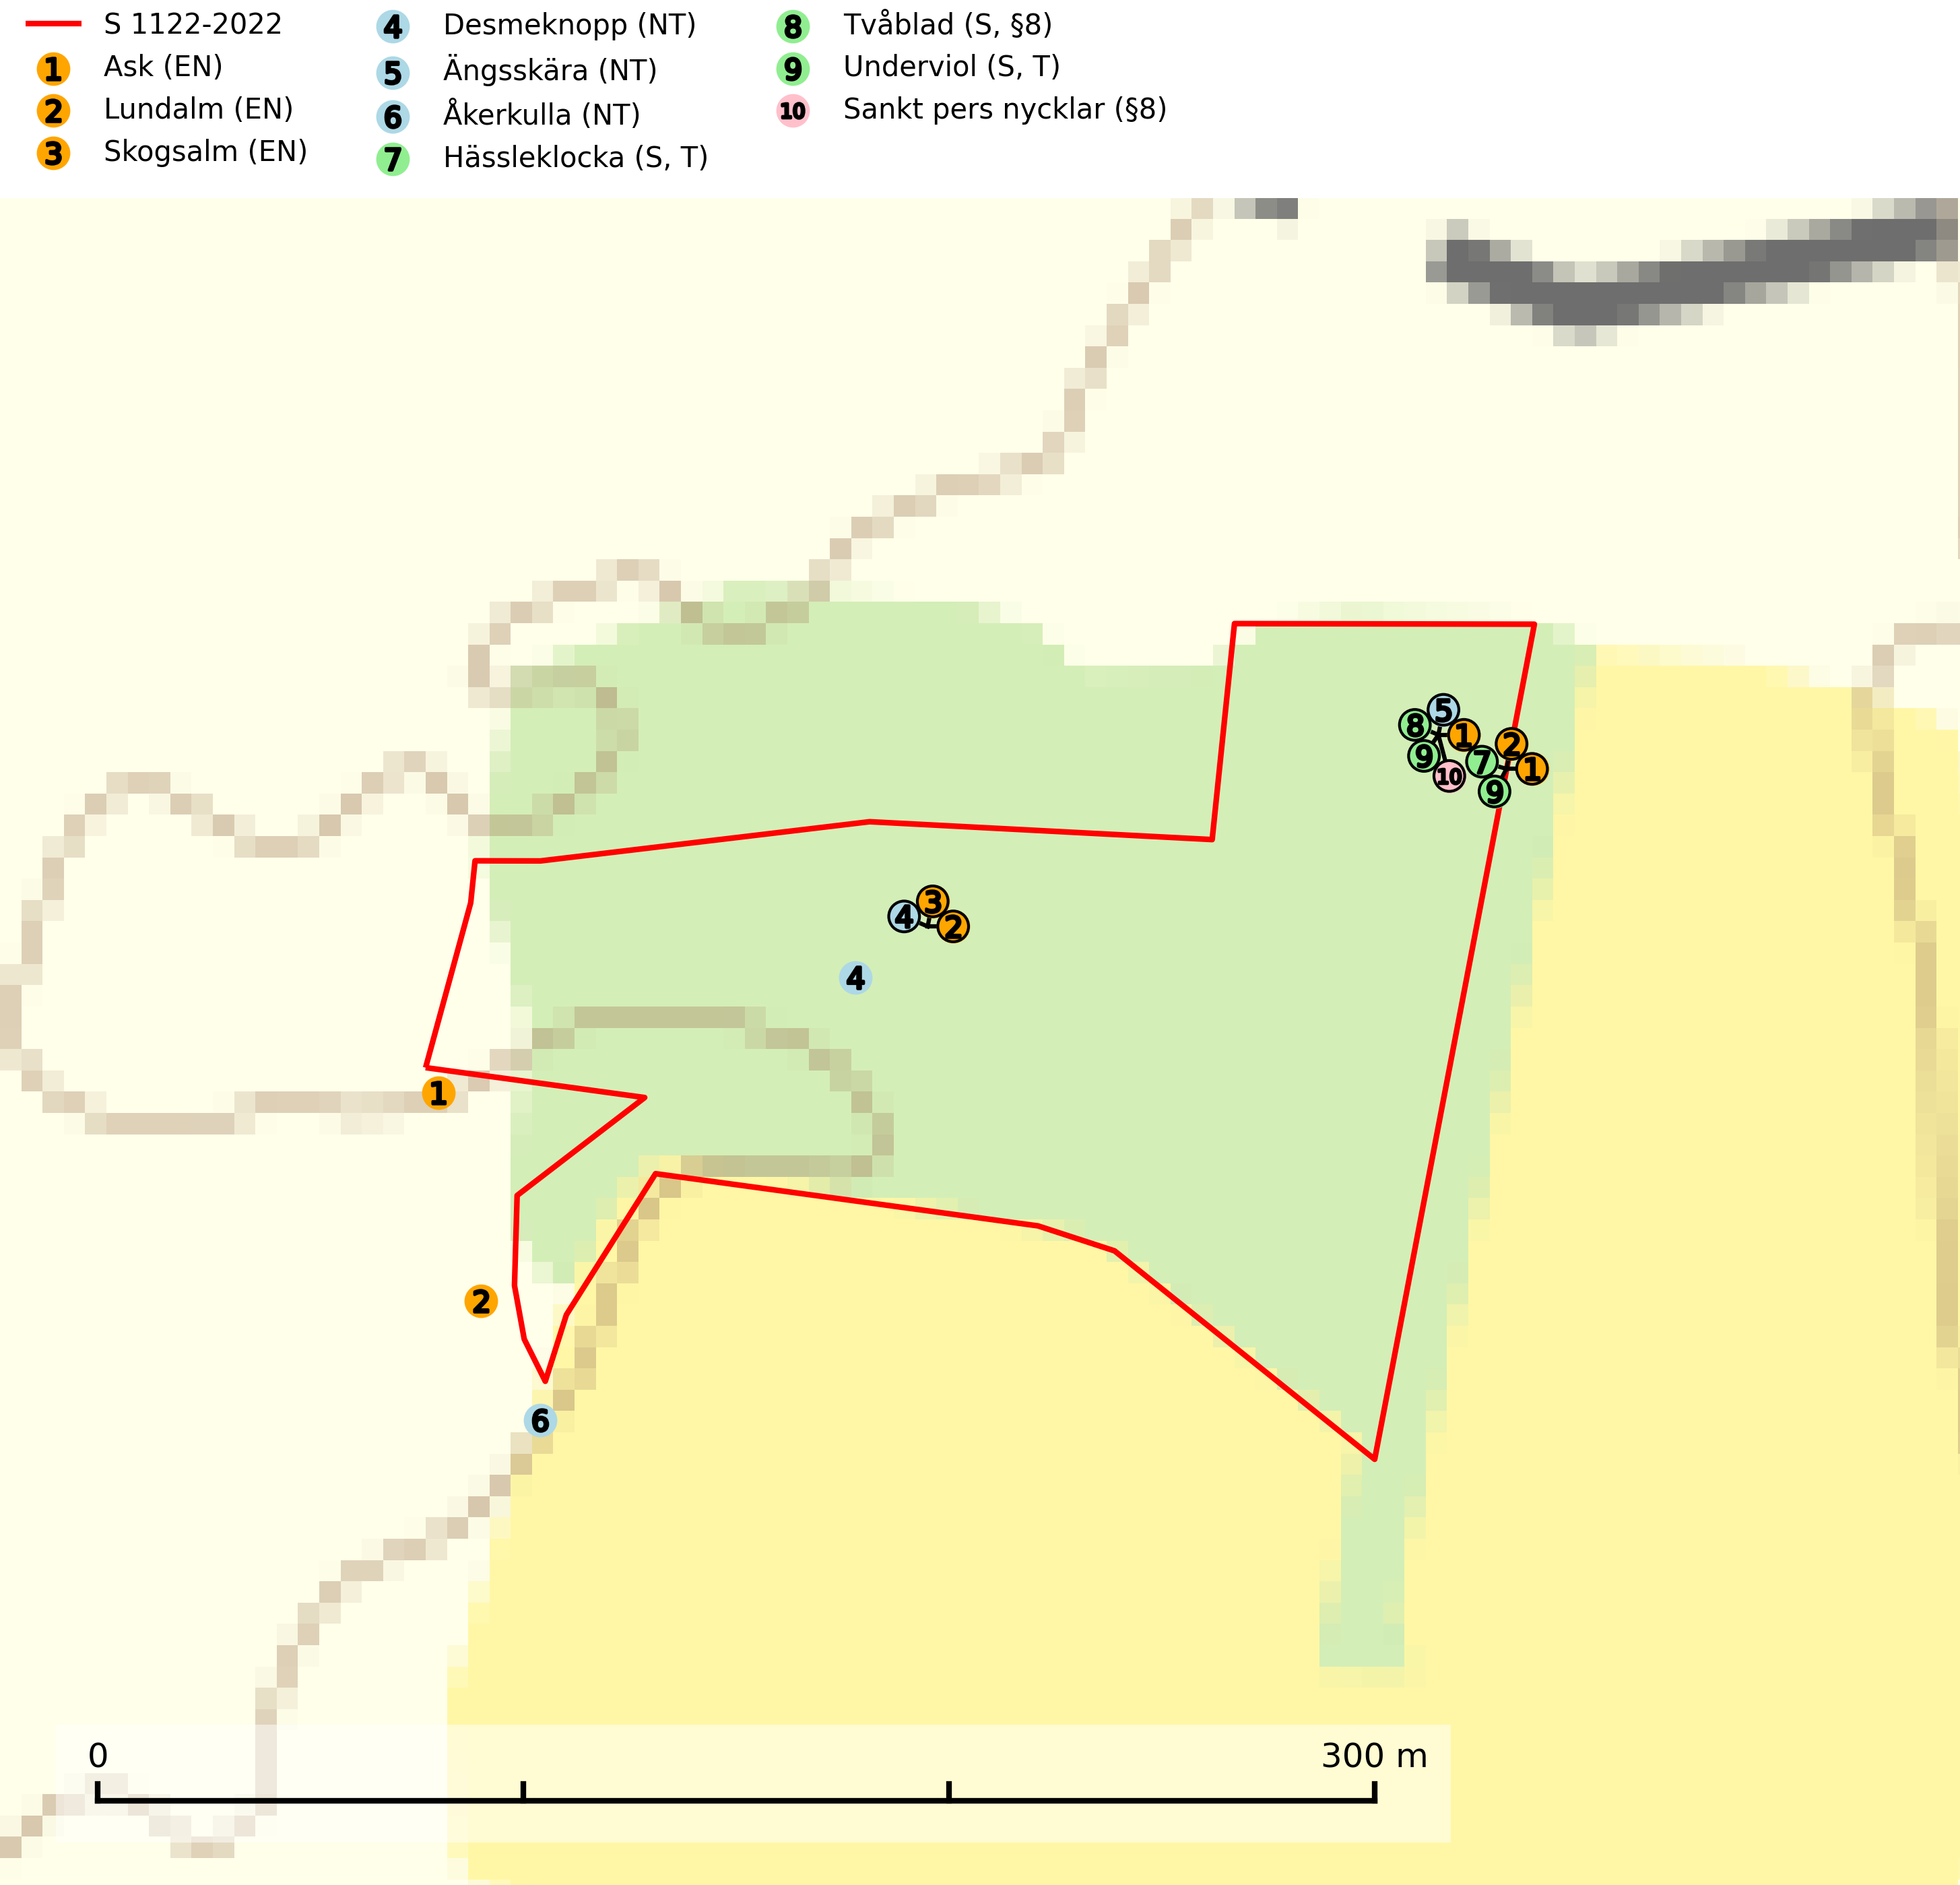 S 1122-2022
1 Ask (EN)
2 Lundalm (EN)
3 Skogsalm (EN)
4 Desmeknopp (NT)
5 Ängsskära (NT)
6 Åkerkulla (NT)
7 Hässleklocka (S, T)
8 Tvåblad (S, §8)
9 Underviol (S, T)
10 Sankt pers nycklar (§8)
5
8 1 2
9 10 7 1
9
3
4 2
4
1
2
6
0 300 m